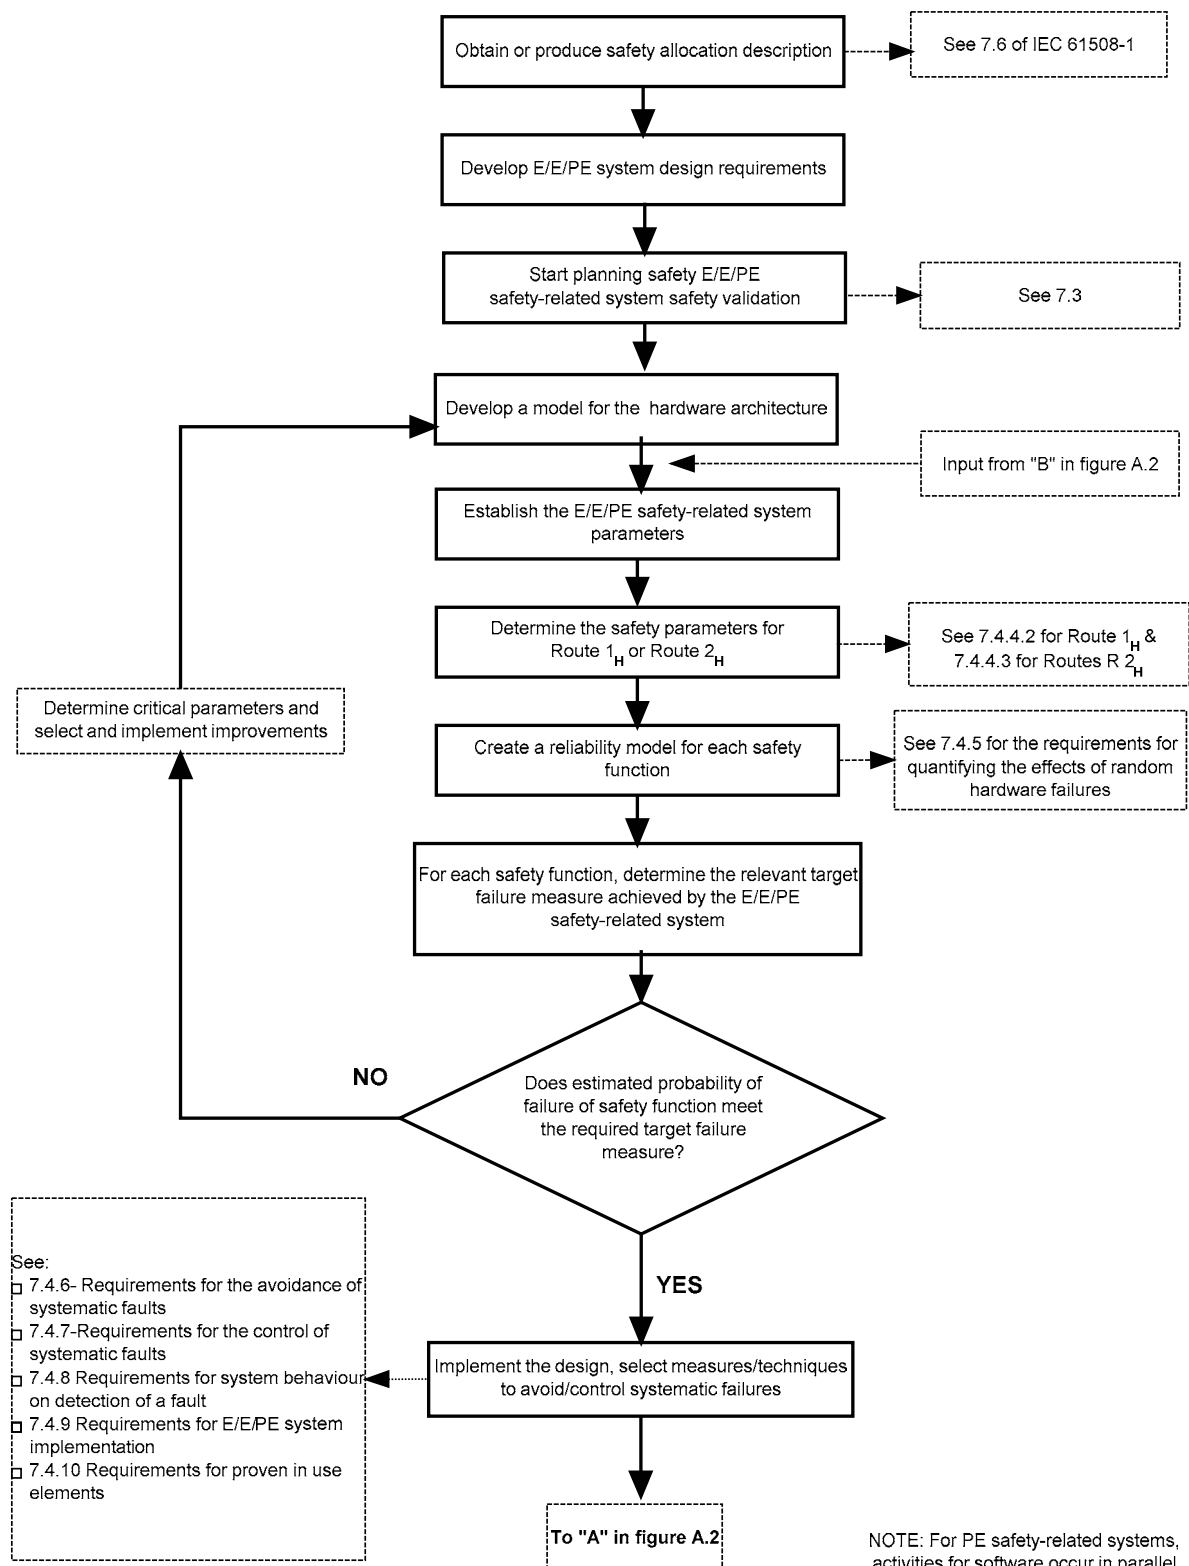 Obtain or produce safety allocation description
See 7.6 of IEC 61508-1
Develop E/E/PE system design requirements
Start planning safety E/E/PE
safety-related system safety validation
See 7.3
Develop a model for the hardware architecture
Input from "B" in figure A.2
Establish the E/E/PE safety-related system
parameters
Determine the safety parameters for
Route 1H or Route 2H
See 7.4.4.2 for Route 1H &
7.4.4.3 for Routes R 2H
Determine critical parameters and
select and implement improvements
Create a reliability model for each safety
function
See 7.4.5 for the requirements for
quantifying the effects of random
hardware failures
For each safety function, determine the relevant target
failure measure achieved by the E/E/PE
safety-related system
NO
Does estimated probability of
failure of safety function meet
the required target failure
measure?
YES
See:
7.4.6- Requirements for the avoidance of
systematic faults
7.4.7-Requirements for the control of
systematic faults
7.4.8 Requirements for system behaviour
on detection of a fault
7.4.9 Requirements for E/E/PE system
implementation
7.4.10 Requirements for proven in use
elements
Implement the design, select measures/techniques
to avoid/control systematic failures
To "A" in figure A.2
NOTE: For PE safety-related systems,
activities for software occur in parallel